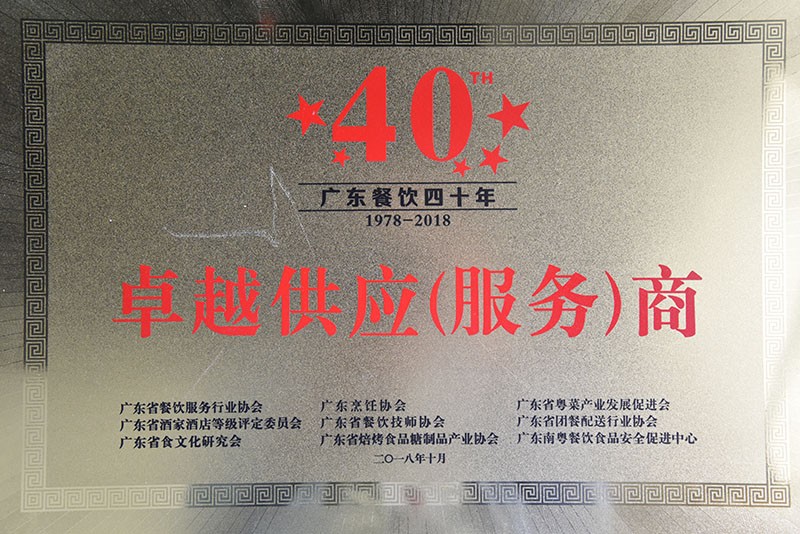 40TH
广东餐饮四十年
1978-2018
卓越供应(服务)商
广东省餐饮服务行业协会 广东烹饪协会 广东省粤菜产业发展促进会
广东省酒家酒店等级评定委员会 广东省餐饮技师协会 广东省团餐配送行业协会
广东省食文化研究会 广东省焙烤食品糖制品产业协会 广东南粤餐饮食品安全促进中心
二〇一八年十月